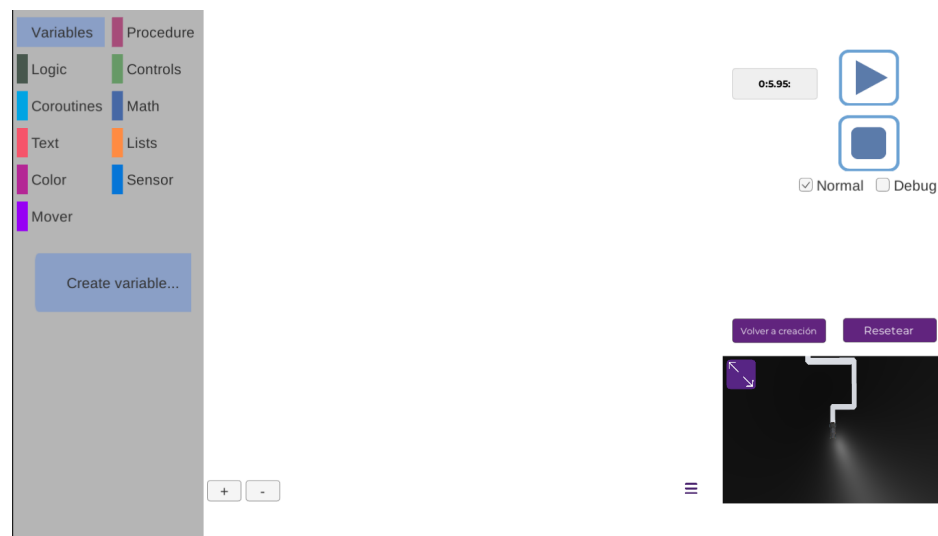 Variables
Procedure
Logic
Controls
Coroutines
Math
Text
Lists
Color
Sensor
Mover
Create variable...
+
-
0:5.95:
Normal
Debug
Volver a creación
Resetear